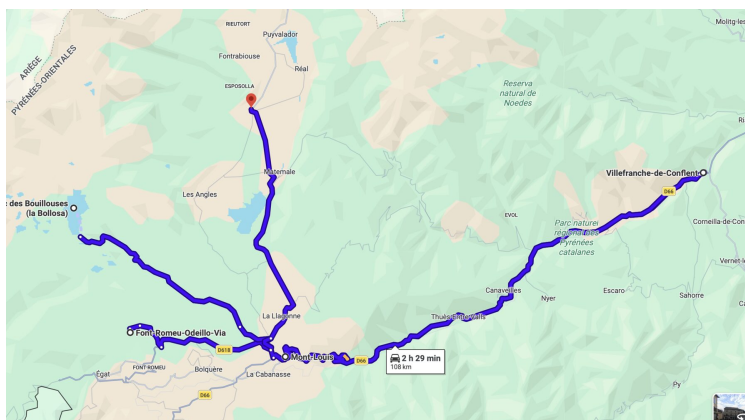 RIEUTORT
Puyvalador
Molitg-les
Fontrabiouse
Réal
ARIÈGE
PYRÉNÉES-ORIENTALES
ESPOSOLLA
Reserva
natural de
Noedes
Matemale
Villefranche-de-Conflent
D66
Les Angles
des Bouillouses
(la Bollosa)
EVOL
Parc naturel
régional des
Pyrénées
catalanes
Corneilla-de-Con
Vernet-le
Canaveilles
Nyer
Escaro
Sahorre
La Llagonne
Thuès-Entre-Valls
Font-Romeu-Odeillo-Via
D618
Mont-Louis
D66
2 h 29 min
108 km
FONT ROMEU
Bolquère
La Cabanasse
Égat
D66
Py